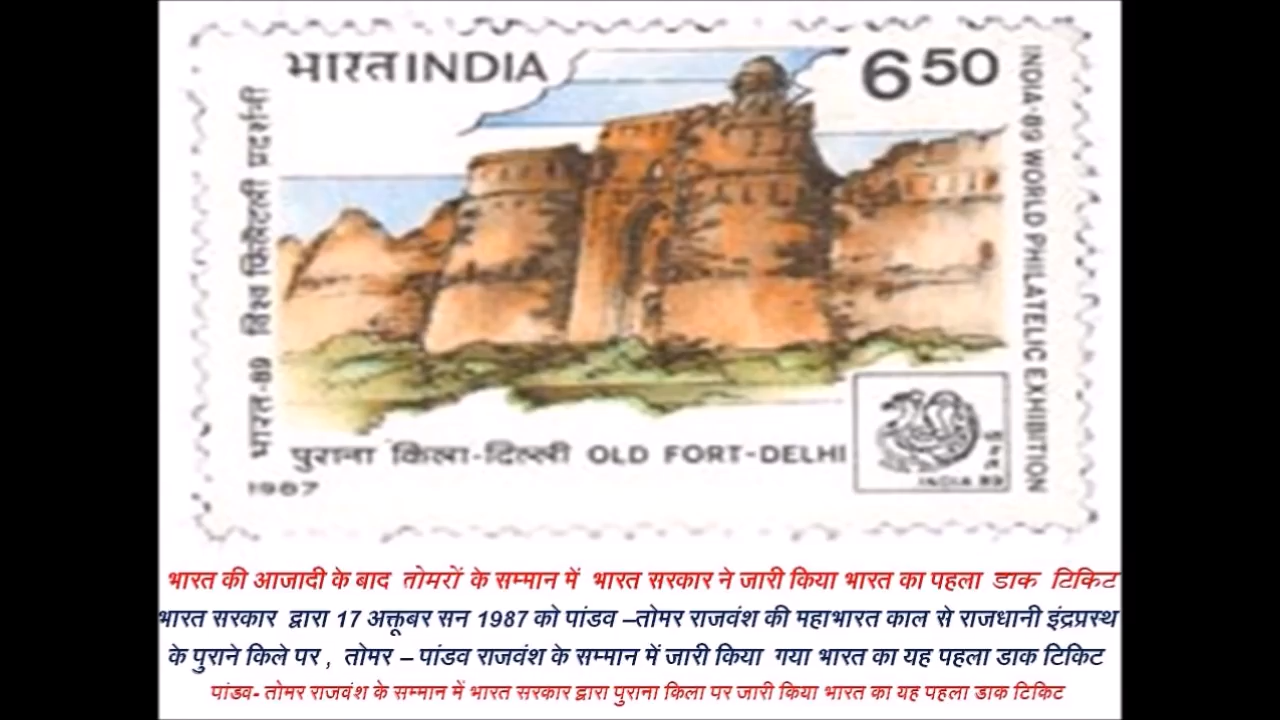 भारत INDIA
6 50
भारत-89 विश्व फिलेटली प्रदर्शनी
INDIA-89 WORLD PHILATELIC EXHIBITION
पुराना किला-दिल्ली OLD FORT-DELHI
1987
INDIA 89
भारत की आजादी के बाद तोमरों के सम्मान में भारत सरकार ने जारी किया भारत का पहला डाक टिकिट
भारत सरकार द्वारा 17 अक्तूबर सन 1987 को पांडव –तोमर राजवंश की महाभारत काल से राजधानी इंद्रप्रस्थ
के पुराने किले पर , तोमर – पांडव राजवंश के सम्मान में जारी किया गया भारत का यह पहला डाक टिकिट
पांडव- तोमर राजवंश के सम्मान में भारत सरकार द्वारा पुराना किला पर जारी किया भारत का यह पहला डाक टिकिट